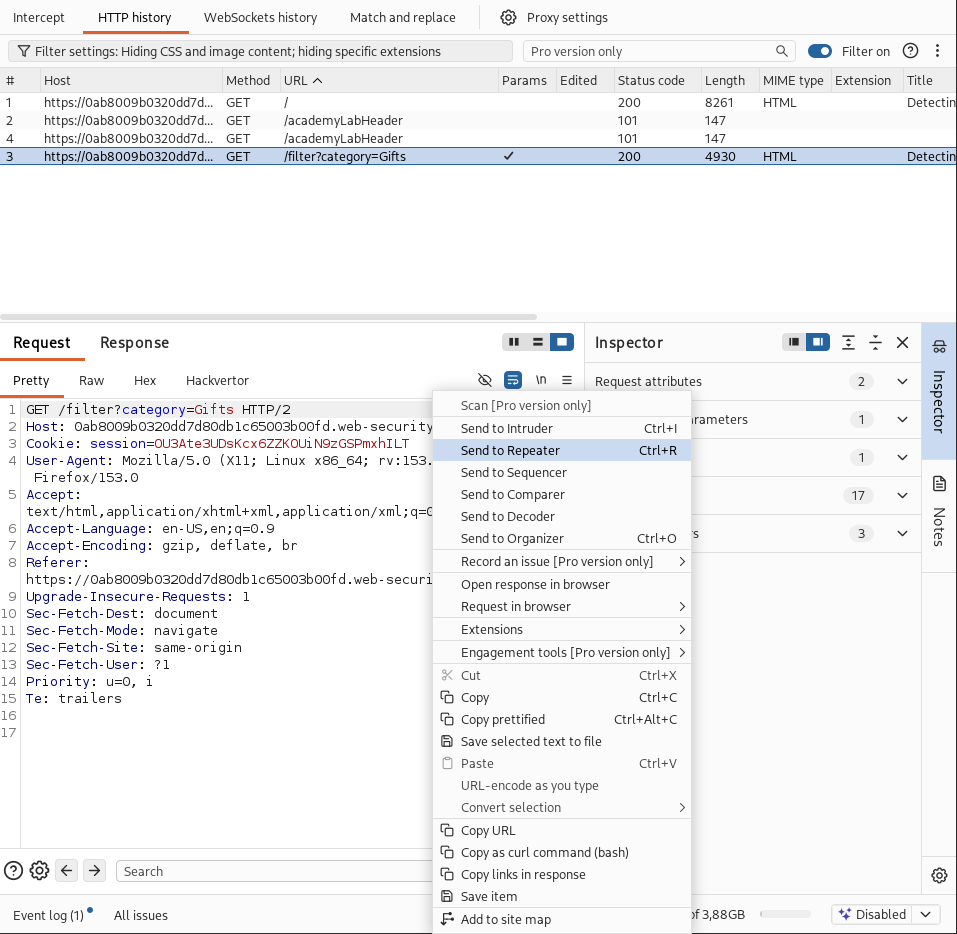 Intercept HTTP history WebSockets history Match and replace Proxy settings
Filter settings: Hiding CSS and image content; hiding specific extensions Pro version only Filter on
# Host Method URL Params Edited Status code Length MIME type Extension Title
1 https://0ab8009b0320dd7d... GET / 200 8261 HTML Detectin
2 https://0ab8009b0320dd7d... GET /academyLabHeader 101 147
4 https://0ab8009b0320dd7d... GET /academyLabHeader 101 147
3 https://0ab8009b0320dd7d... GET /filter?category=Gifts ✓ 200 4930 HTML Detectin
Request Response
Pretty Raw Hex Hackvertor \n
1 GET /filter?category=Gifts HTTP/2
2 Host: 0ab8009b0320dd7d80db1c65003b00fd.web-security
3 Cookie: session=OU3Ate3UDsKcx6ZZKOUiN9zGSPmxhILT
4 User-Agent: Mozilla/5.0 (X11; Linux x86_64; rv:153.
Firefox/153.0
5 Accept:
text/html,application/xhtml+xml,application/xml;q=0
6 Accept-Language: en-US,en;q=0.9
7 Accept-Encoding: gzip, deflate, br
8 Referer:
https://0ab8009b0320dd7d80db1c65003b00fd.web-securi
9 Upgrade-Insecure-Requests: 1
10 Sec-Fetch-Dest: document
11 Sec-Fetch-Mode: navigate
12 Sec-Fetch-Site: same-origin
13 Sec-Fetch-User: ?1
14 Priority: u=0, i
15 Te: trailers
16
17
Scan [Pro version only]
Send to Intruder Ctrl+I
Send to Repeater Ctrl+R
Send to Sequencer
Send to Comparer
Send to Decoder
Send to Organizer Ctrl+O
Record an issue [Pro version only]
Open response in browser
Request in browser
Extensions
Engagement tools [Pro version only]
Cut Ctrl+X
Copy Ctrl+C
Copy prettified Ctrl+Alt+C
Save selected text to file
Paste Ctrl+V
URL-encode as you type
Convert selection
Copy URL
Copy as curl command (bash)
Copy links in response
Save item
Add to site map
Inspector
Request attributes 2
arameters 1
1
17
s 3
Inspector
Notes
Search
Event log (1) All issues of 3,88GB Disabled